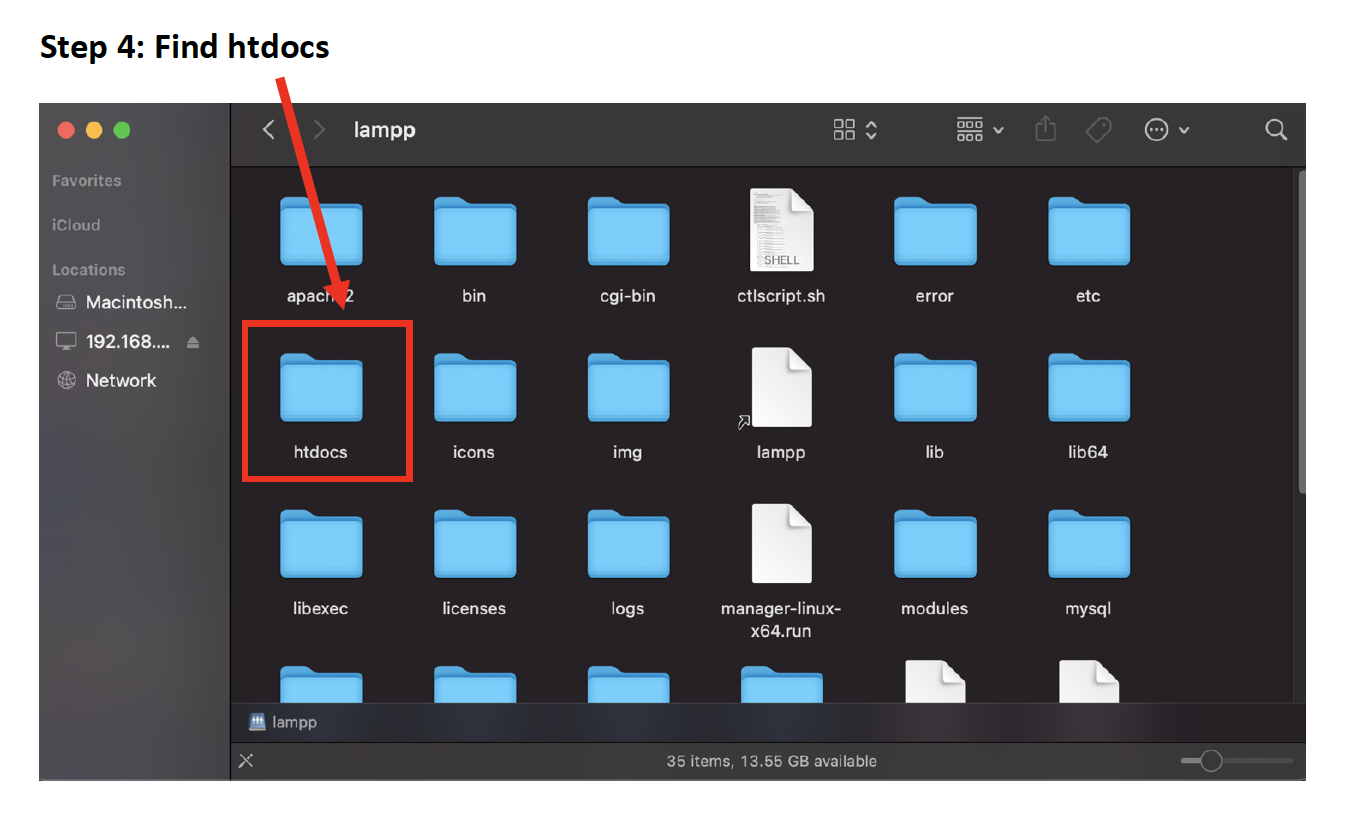 Step 4: Find htdocs
lampp
Favorites
iCloud
Locations
Macintosh...
192.168....
Network
SHELL
apach 2
bin
cgi-bin
ctlscript.sh
error
etc
htdocs
icons
img
lampp
lib
lib64
libexec
licenses
logs
manager-linux-
x64.run
modules
mysql
lampp
35 items, 13.55 GB available